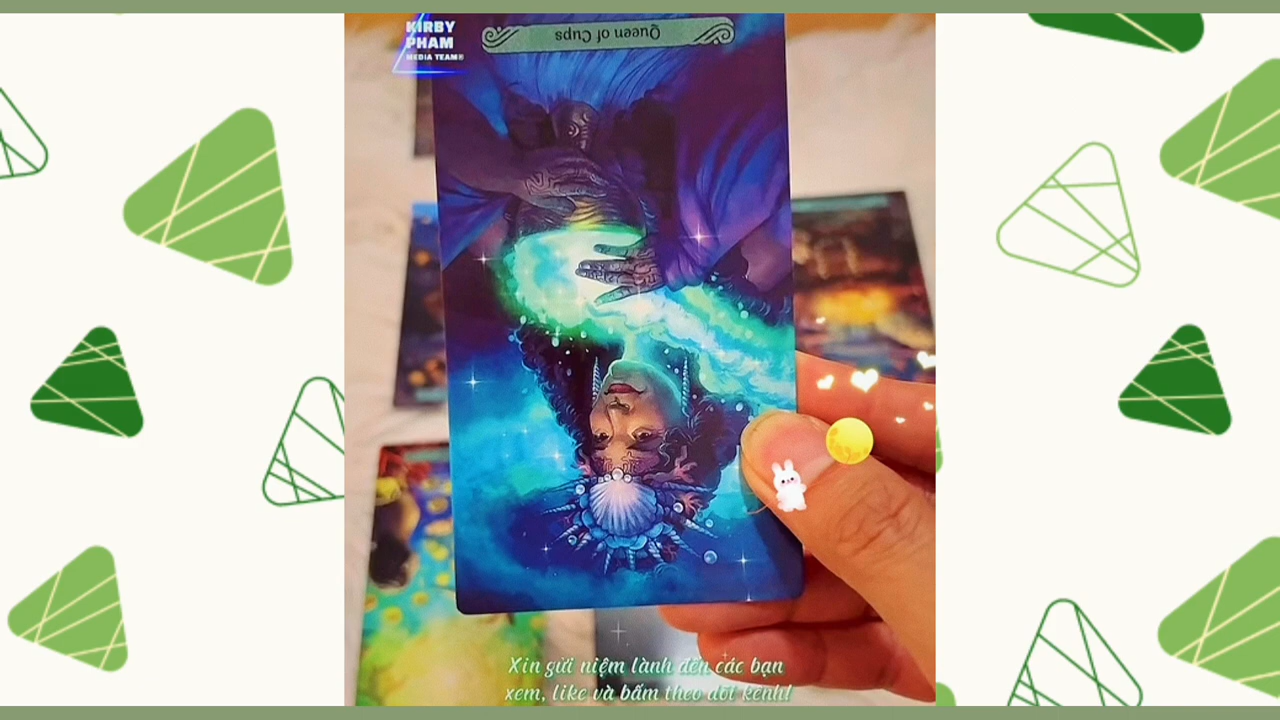 KIRBY
PHAM
MEDIA TEAM®
Queen of Cups
Xin gửi niệm lành đến các bạn
xem, like và bấm theo dõi kênh!